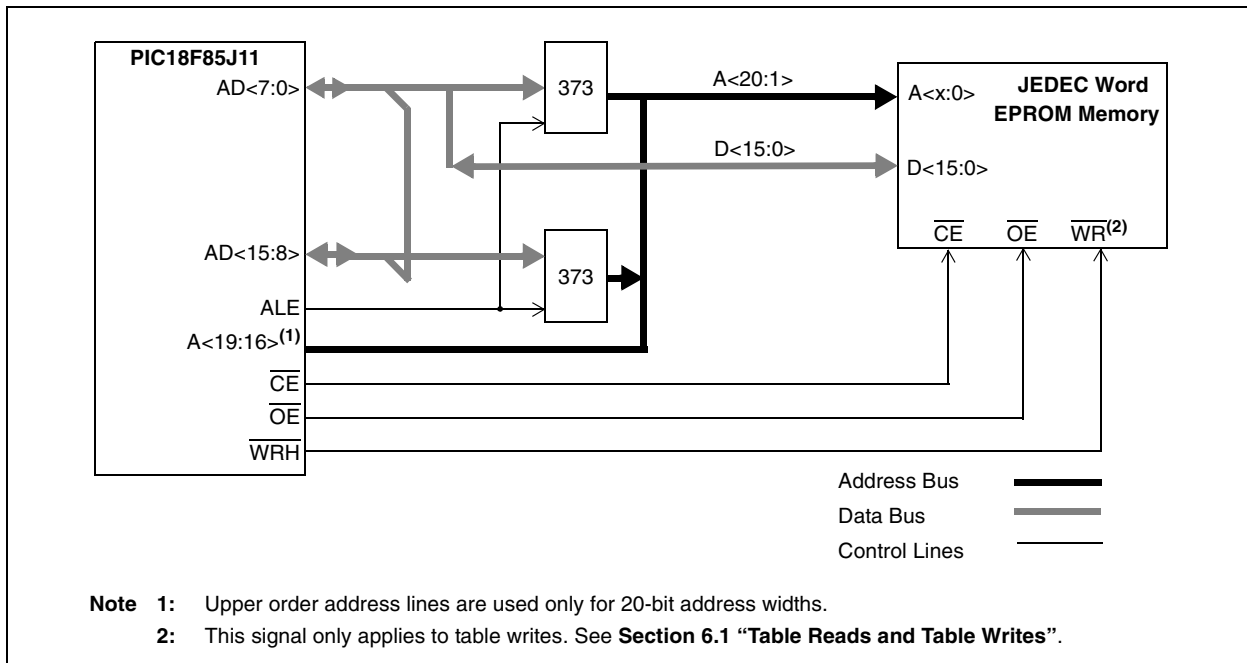 PIC18F85J11
AD<7:0>
373
A<20:1>
A<x:0>
JEDEC Word
EPROM Memory
D<15:0>
D<15:0>
AD<15:8>
373
CE
OE
WR(2)
ALE
A<19:16>(1)
CE
OE
WRH
Address Bus
Data Bus
Control Lines
Note 1: Upper order address lines are used only for 20-bit address widths.
2: This signal only applies to table writes. See Section 6.1 “Table Reads and Table Writes”.